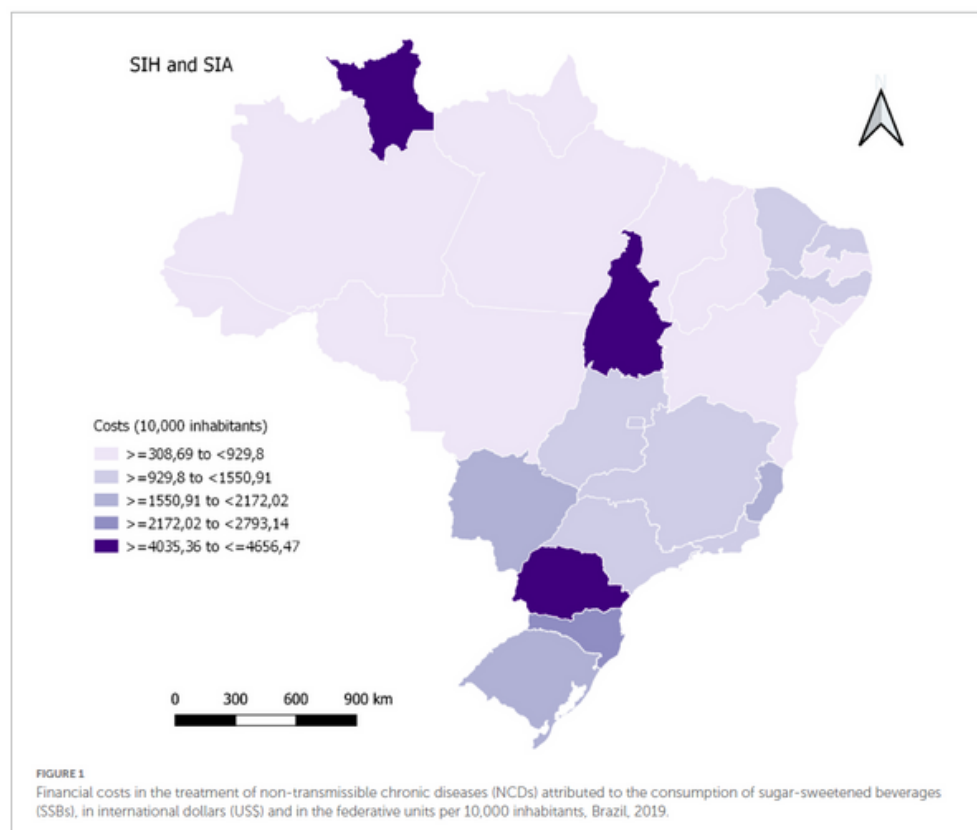 SIH and SIA
N
Costs (10,000 inhabitants)
>=308,69 to <929,8
>=929,8 to <1550,91
>=1550,91 to <2172,02
>=2172,02 to <2793,14
>=4035,36 to <=4656,47
0 300 600 900 km
FIGURE 1
Financial costs in the treatment of non-transmissible chronic diseases (NCDs) attributed to the consumption of sugar-sweetened beverages
(SSBs), in international dollars (US$) and in the federative units per 10,000 inhabitants, Brazil, 2019.